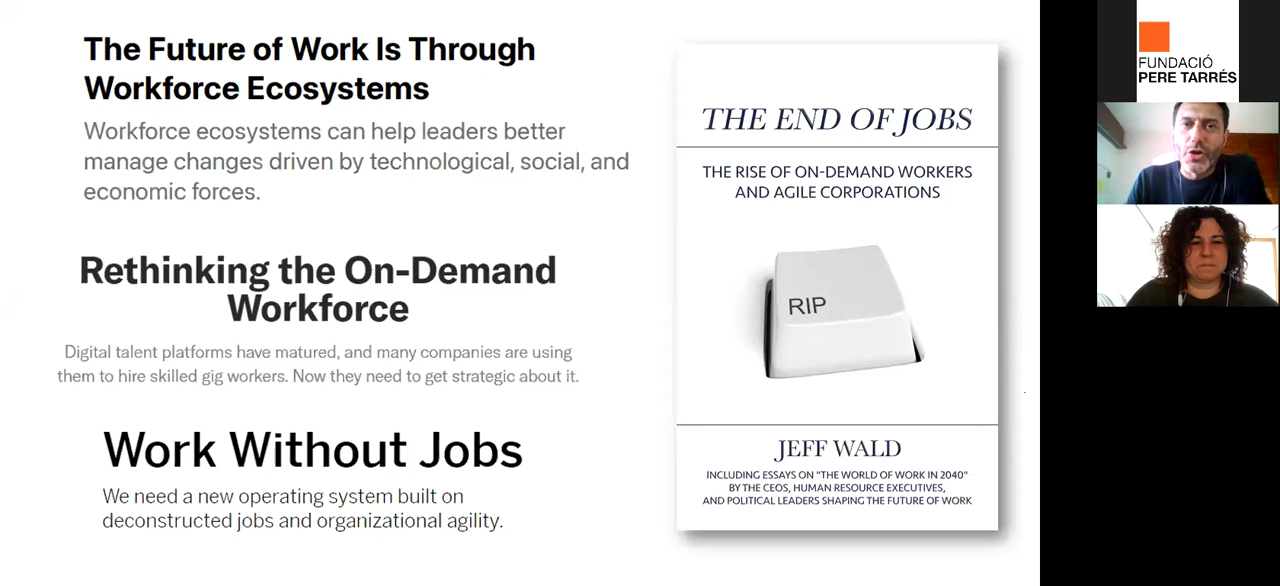 The Future of Work Is Through
Workforce Ecosystems
Workforce ecosystems can help leaders better
manage changes driven by technological, social, and
economic forces.
Rethinking the On-Demand
Workforce
Digital talent platforms have matured, and many companies are using
them to hire skilled gig workers. Now they need to get strategic about it.
Work Without Jobs
We need a new operating system built on
deconstructed jobs and organizational agility.
THE END OF JOBS
THE RISE OF ON-DEMAND WORKERS
AND AGILE CORPORATIONS
RIP
JEFF WALD
INCLUDING ESSAYS ON "THE WORLD OF WORK IN 2040"
BY THE CEOS, HUMAN RESOURCE EXECUTIVES,
AND POLITICAL LEADERS SHAPING THE FUTURE OF WORK
FUNDACIÓ
PERE TARRÉS